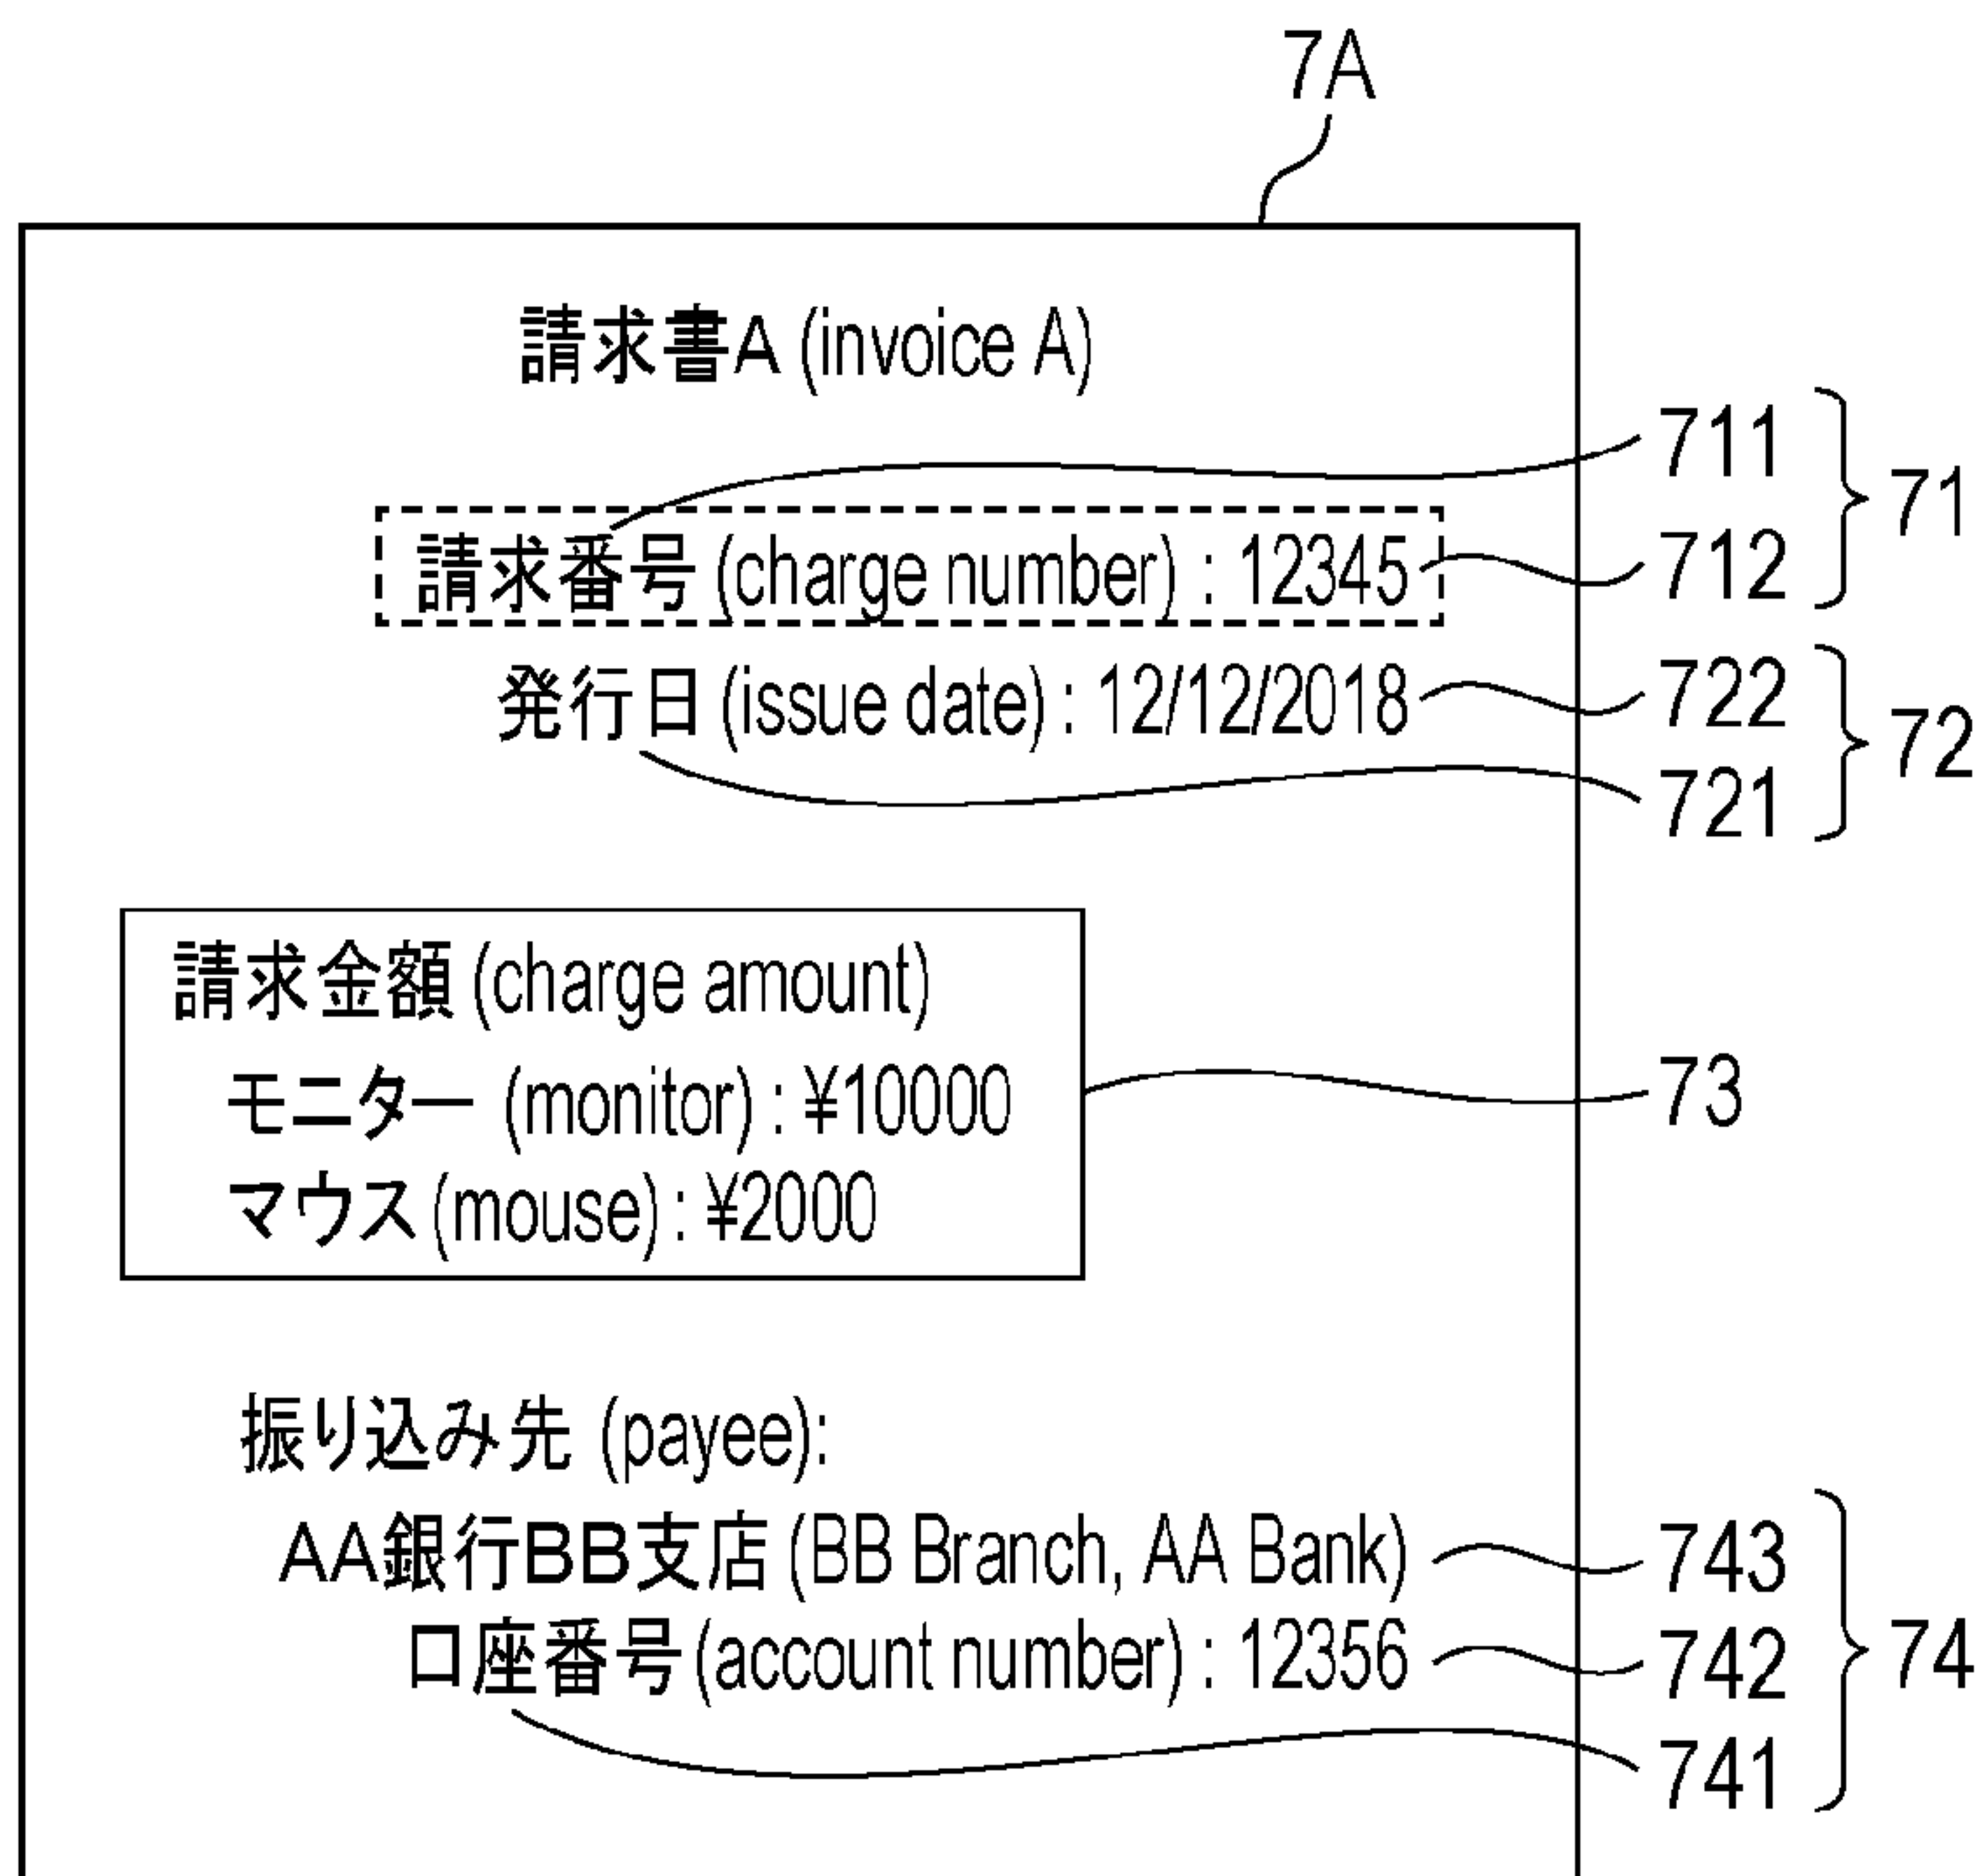 7A
請求書A (invoice A)
711
71
請求番号 (charge number) : 12345
712
発行日 (issue date) : 12/12/2018
722
72
721
請求金額 (charge amount)
モニター (monitor) : ¥10000
73
マウス (mouse) : ¥2000
振り込み先 (payee):
AA銀行BB支店 (BB Branch, AA Bank)
743
口座番号 (account number) : 12356
742
74
741